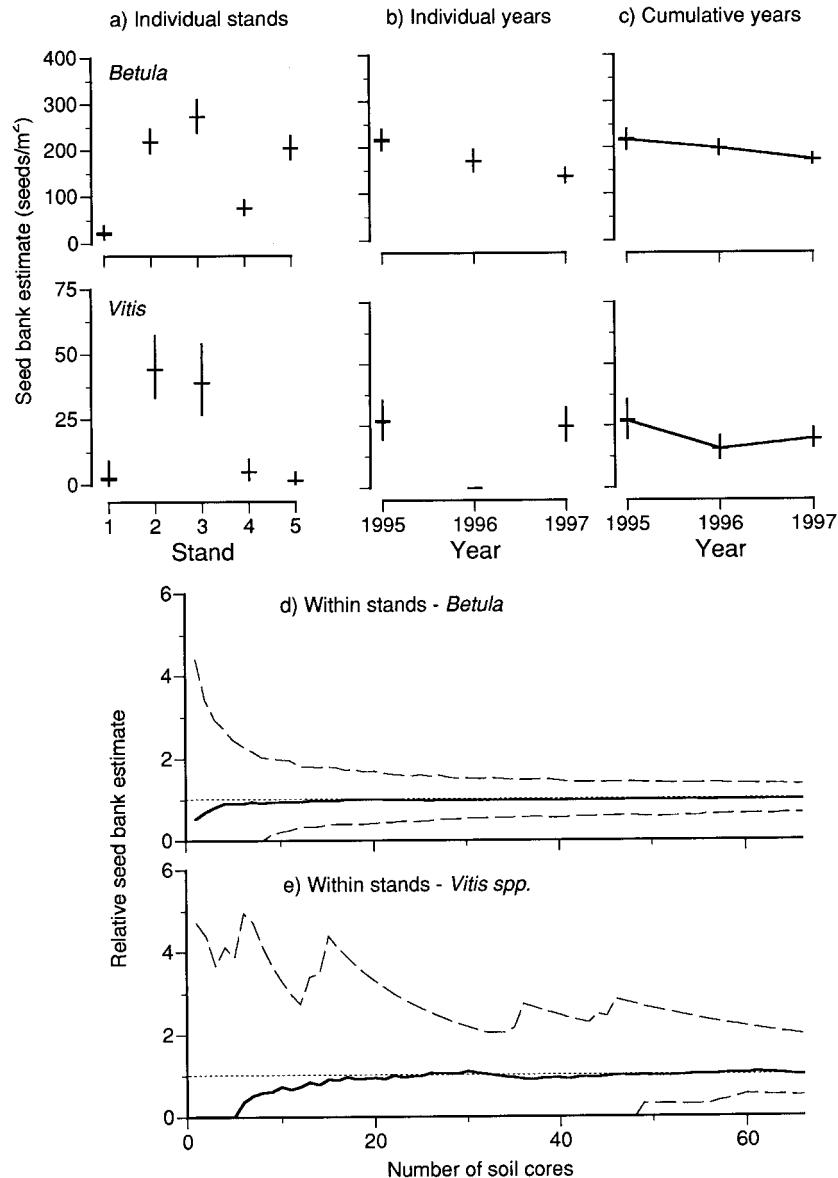 a) Individual stands
b) Individual years
c) Cumulative years
Seed bank estimate (seeds/m²)
Betula
400
300
200
100
0
Vitis
75
50
25
0
1 2 3 4 5
Stand
1995 1996 1997
Year
1995 1996 1997
Year
Relative seed bank estimate
d) Within stands - Betula
6
4
2
0
e) Within stands - Vitis spp.
6
4
2
0
0 20 40 60
Number of soil cores